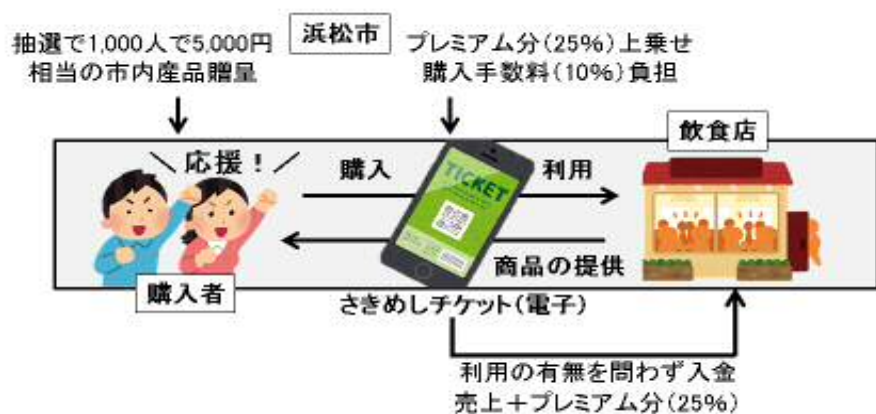 抽選で1,000人で5,000円
相当の市内産品贈呈
浜松市
プレミアム分(25%)上乗せ
購入手数料(10%)負担
飲食店
＼応援！／
購入
利用
TICKET
商品の提供
購入者
さきめしチケット(電子)
利用の有無を問わず入金
売上＋プレミアム分(25%)